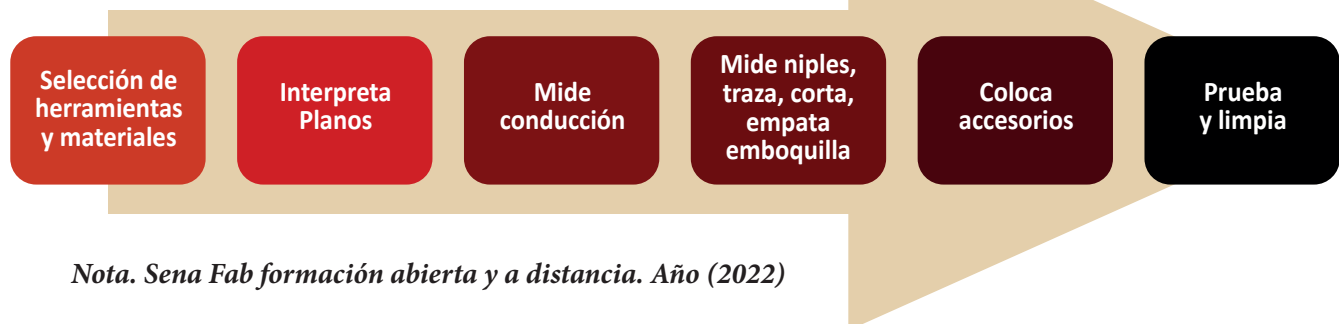 Selección de
herramientas
y materiales
Interpreta
Planos
Mide
conducción
Mide niples,
traza, corta,
empata
emboquilla
Coloca
accesorios
Prueba
y limpia
Nota. Sena Fab formación abierta y a distancia. Año (2022)